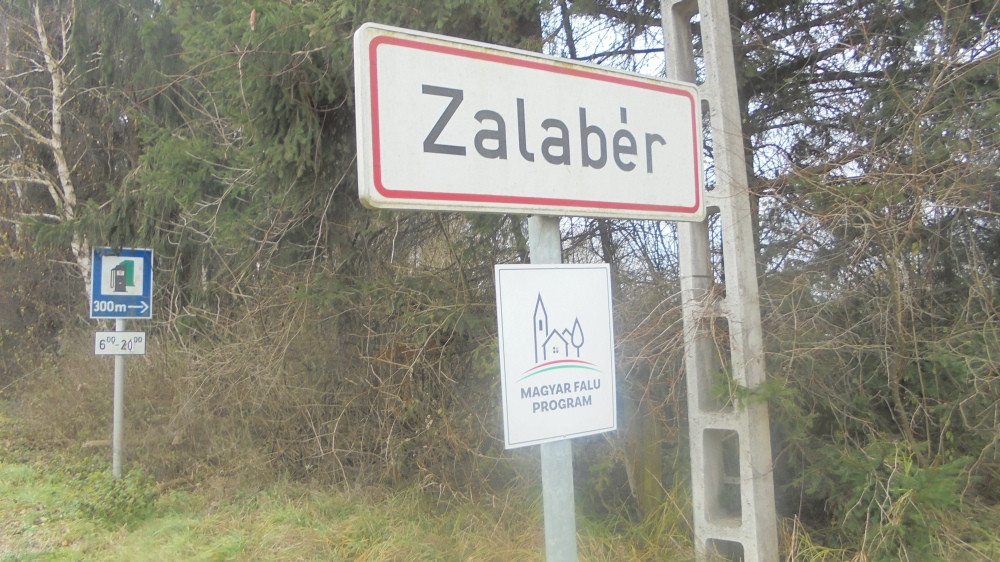 Zalabér
MAGYAR FALU
PROGRAM
300m→
6⁰⁰-20⁰⁰